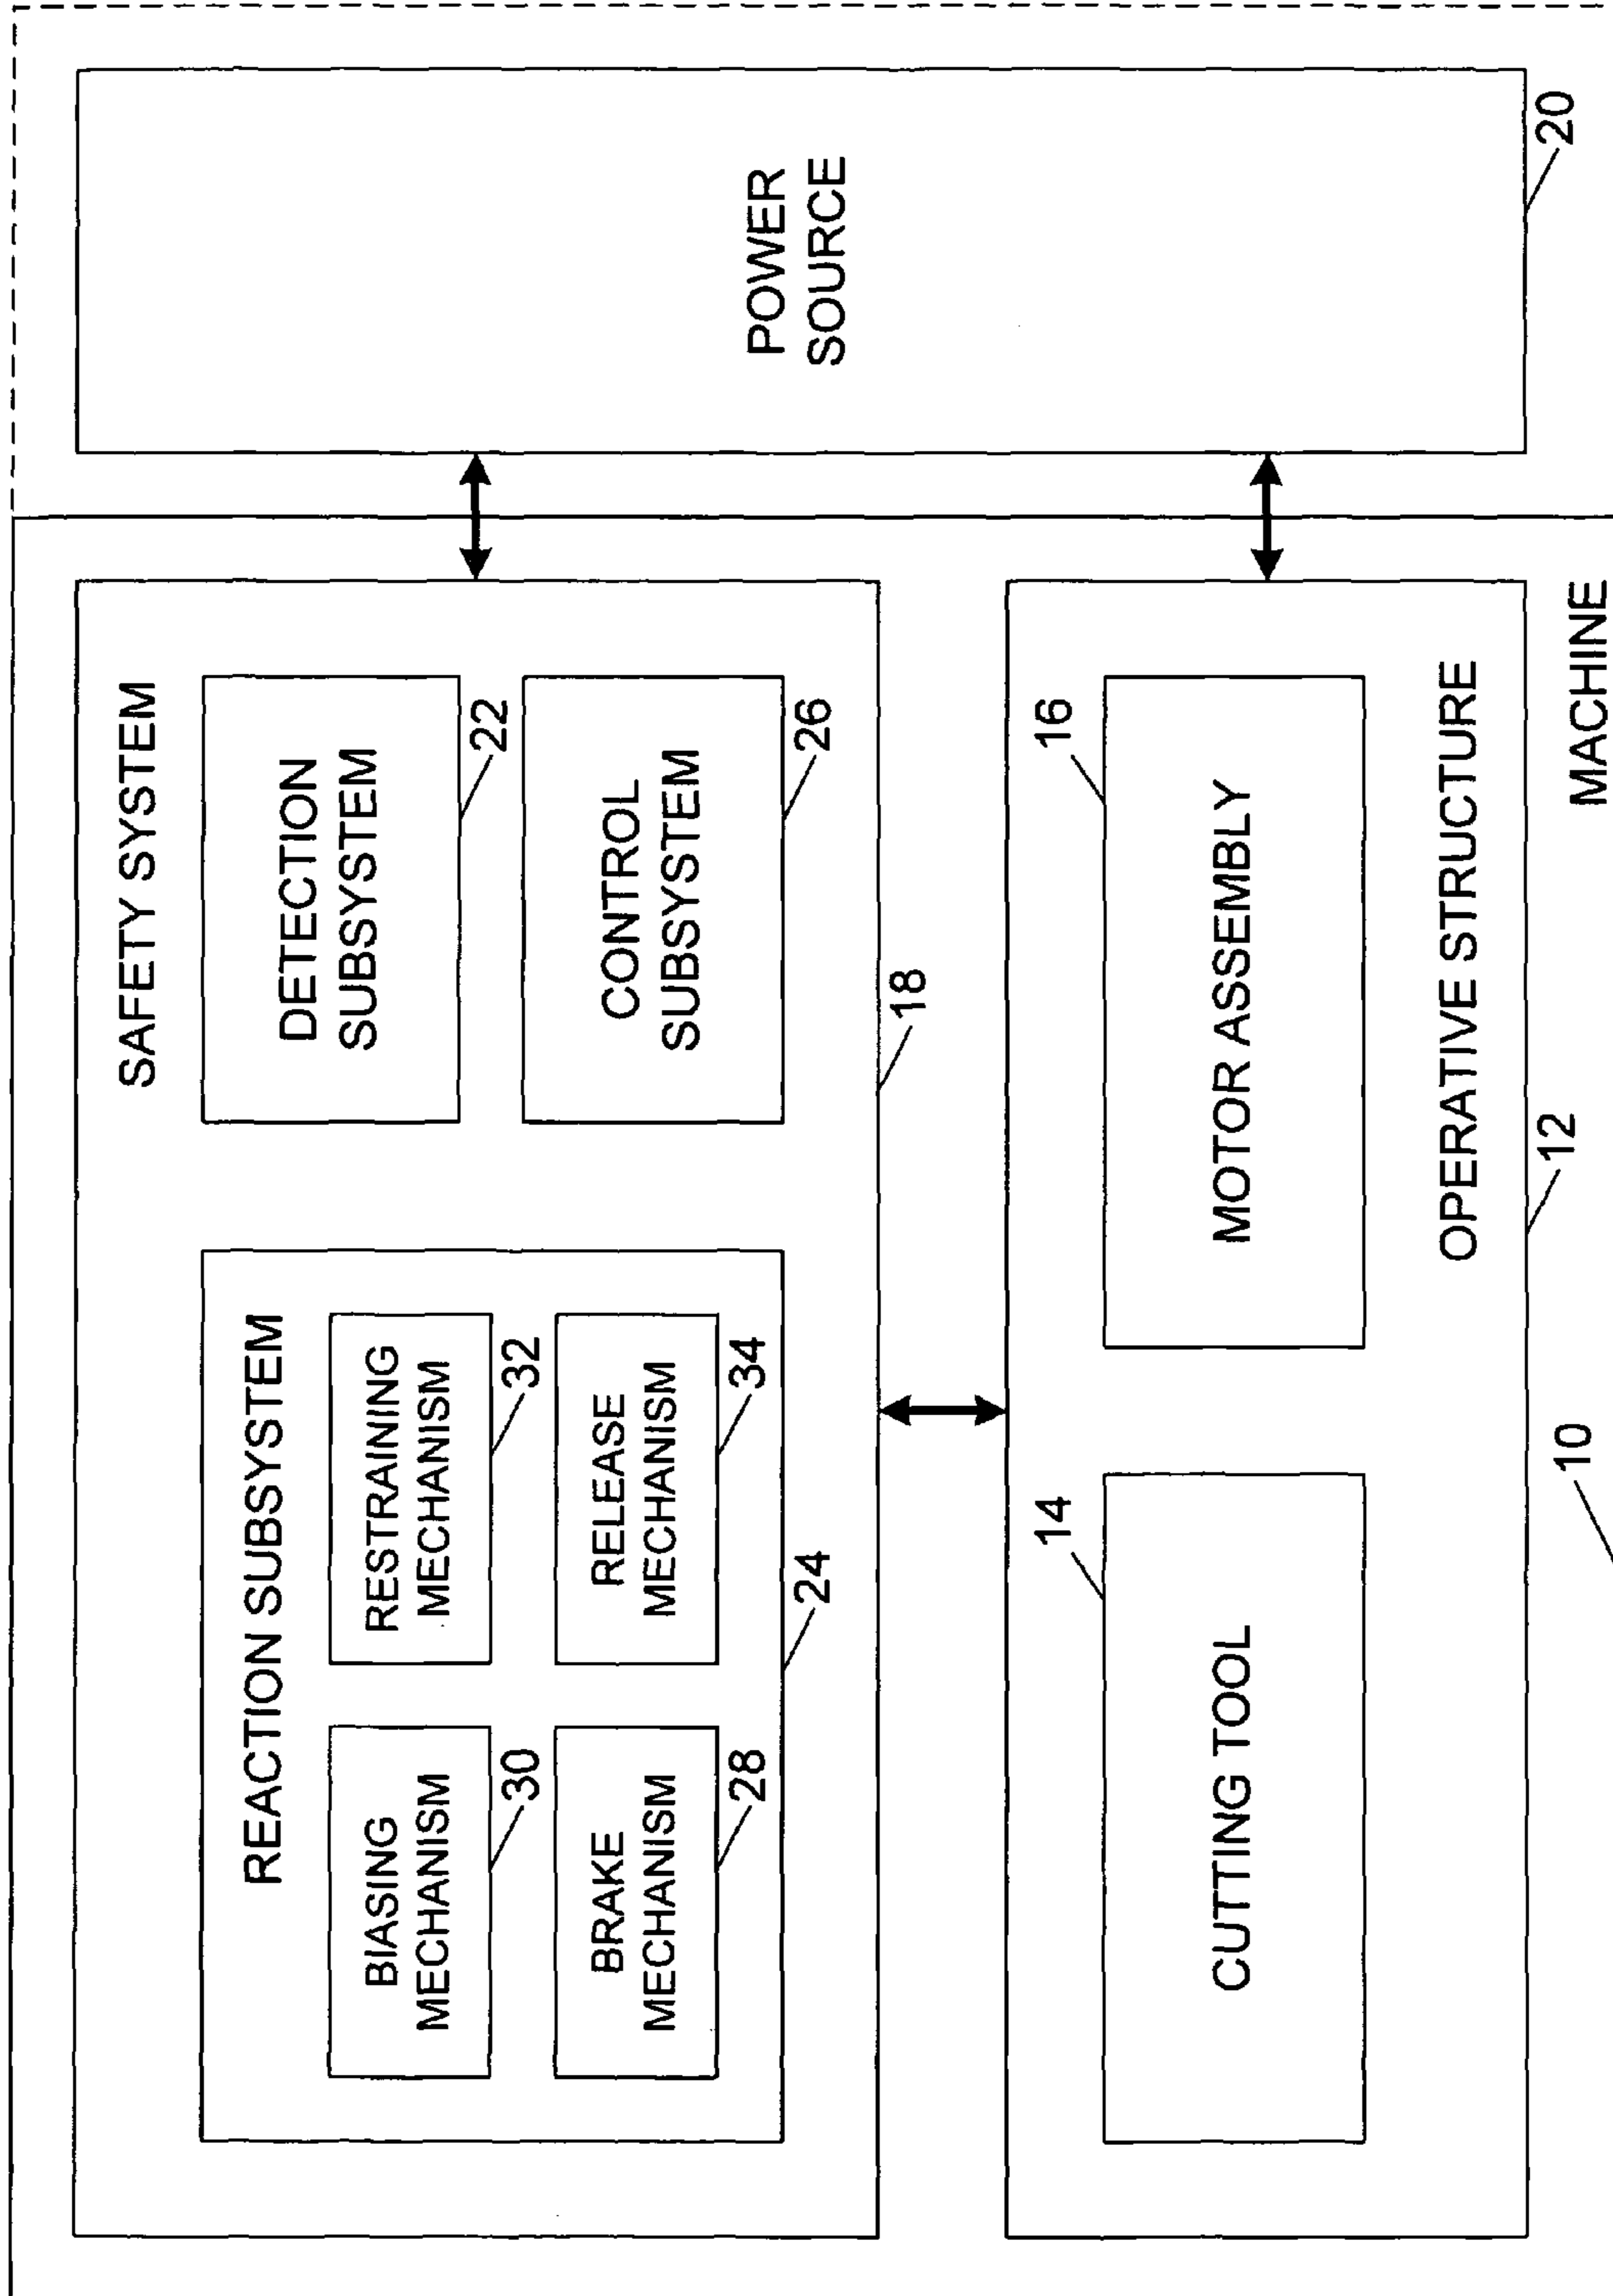 SAFETY SYSTEM
REACTION SUBSYSTEM
BIASING
MECHANISM
30
RESTRAINING
MECHANISM
32
BRAKE
MECHANISM
28
RELEASE
MECHANISM
34
24
DETECTION
SUBSYSTEM
22
CONTROL
SUBSYSTEM
26
18
14
CUTTING TOOL
16
MOTOR ASSEMBLY
OPERATIVE STRUCTURE
12
MACHINE
10
POWER
SOURCE
20